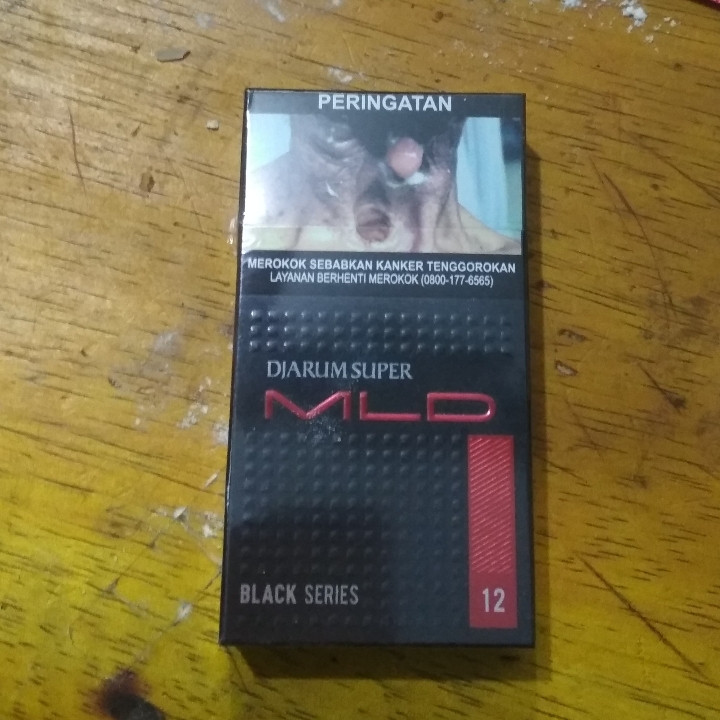 PERINGATAN
MEROKOK SEBABKAN KANKER TENGGOROKAN
LAYANAN BERHENTI MEROKOK (0800-177-6565)
DJARUM SUPER
MLD
BLACK SERIES
12